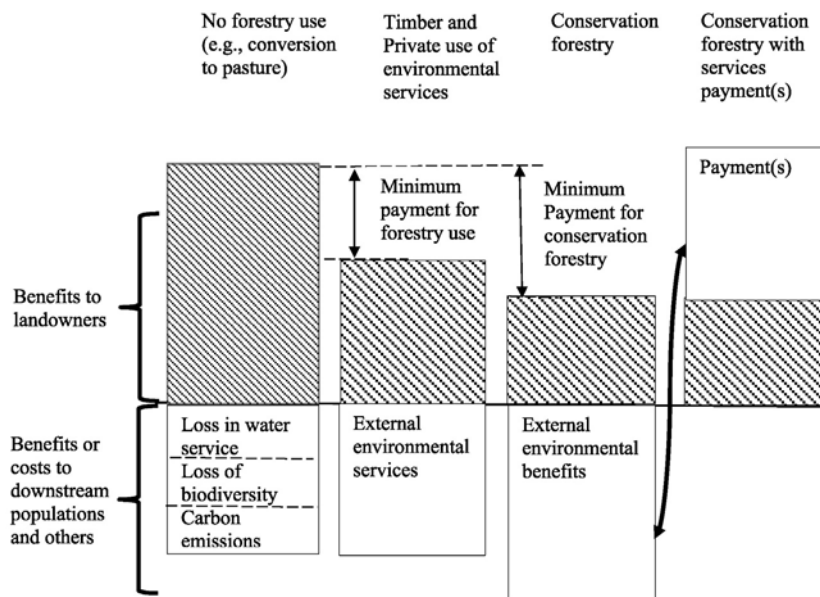 No forestry use
(e.g., conversion
to pasture)
Timber and
Private use of
environmental
services
Conservation
forestry
Conservation
forestry with
services
payment(s)
Minimum
payment for
forestry use
Minimum
Payment for
conservation
forestry
Payment(s)
Benefits to
landowners
Benefits or
costs to
downstream
populations
and others
Loss in water
service
Loss of
biodiversity
Carbon
emissions
External
environmental
services
External
environmental
benefits